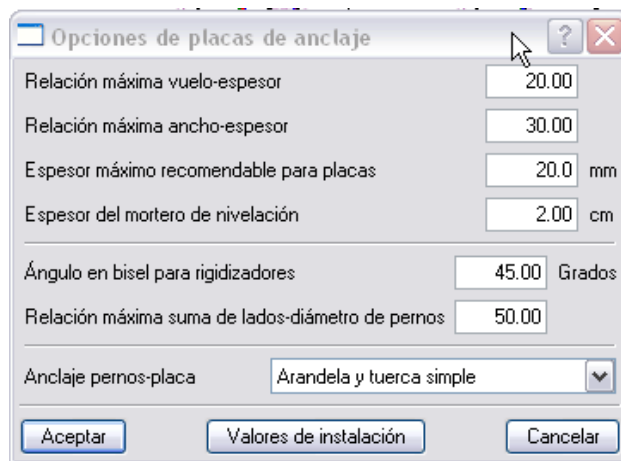 Opciones de placas de anclaje ?
Relación máxima vuelo-espesor 20.00
Relación máxima ancho-espesor 30.00
Espesor máximo recomendable para placas 20.0 mm
Espesor del mortero de nivelación 2.00 cm
Ángulo en bisel para rigidizadores 45.00 Grados
Relación máxima suma de lados-diámetro de pernos 50.00
Anclaje pernos-placa Arandela y tuerca simple
Aceptar Valores de instalación Cancelar